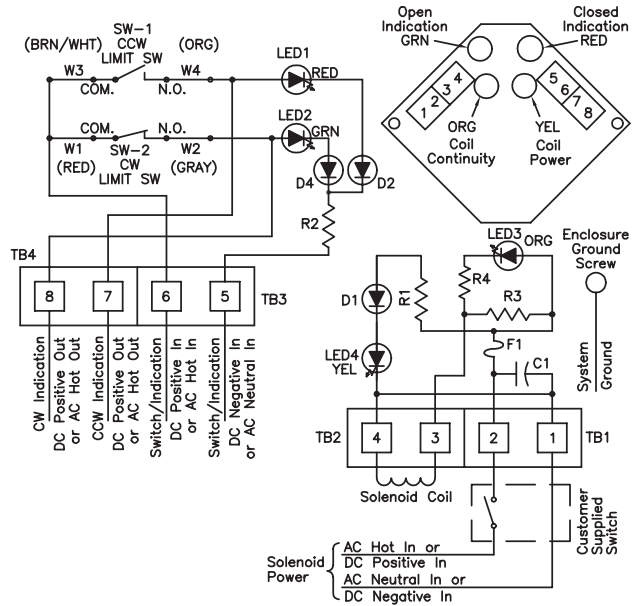 SW-1
CCW
LIMIT SW
(BRN/WHT)
(ORG)
W3
W4
COM.
N.O.
LED1
RED
LED2
GRN
COM.
N.O.
W1
W2
(RED)
SW-2
CW
LIMIT SW
(GRAY)
D4
D2
R2
TB4
8
7
6
5
TB3
CW Indication
DC Positive Out
or AC Hot Out
CCW Indication
DC Positive Out
or AC Hot Out
Switch/Indication
DC Positive In
or AC Hot In
Switch/Indication
DC Negative In
or AC Neutral In
Open
Indication
GRN
Closed
Indication
RED
1
2
3
4
5
6
7
8
ORG
Coil
Continuity
YEL
Coil
Power
LED3
ORG
R4
R3
R1
D1
LED4
YEL
F1
C1
Enclosure
Ground
Screw
System
Ground
TB2
4
3
2
1
TB1
Solenoid Coil
Customer
Supplied
Switch
Solenoid
Power
AC Hot In or
DC Positive In
AC Neutral In or
DC Negative In